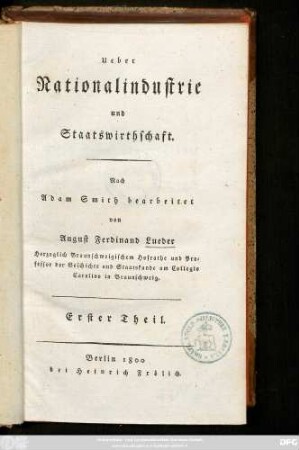 Ueber
Nationalindustrie
und
Staatswirthschaft.
Nach
Adam Smith bearbeitet
von
August Ferdinand Lueder
Herzoglich Braunschweigischem Hofrathe und Pro-
fessor der Geschichte und Staatskunde am Collegio
Carolino in Braunschweig.
Erster Theil.
Berlin 1800
bei Heinrich Frölich.